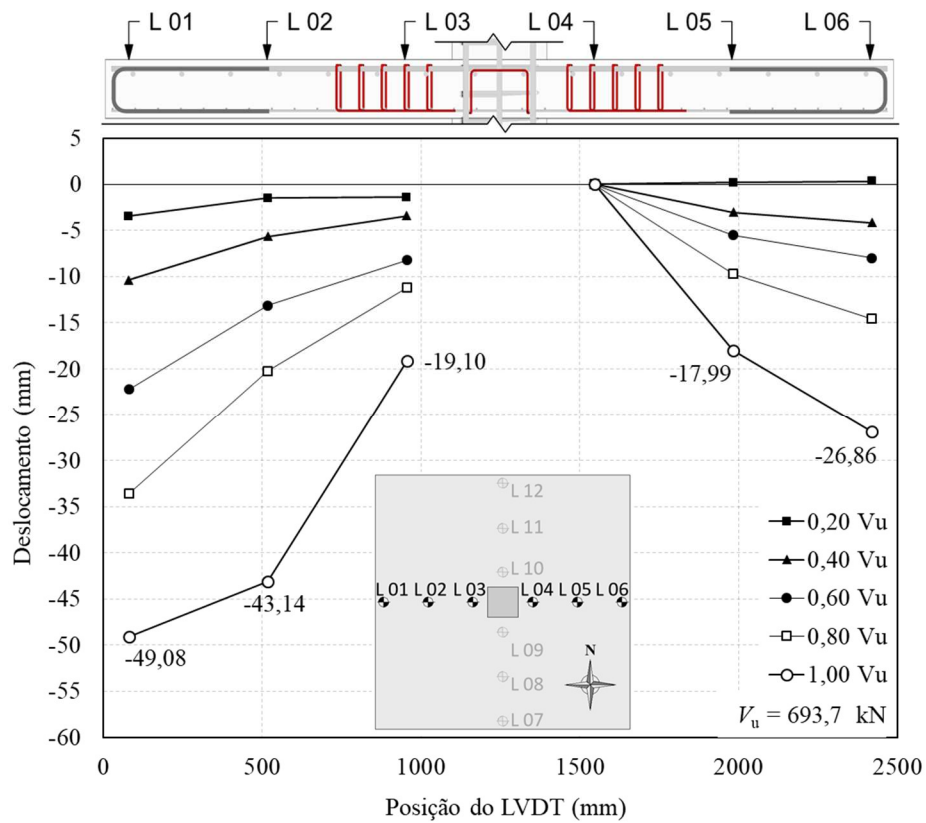 L 01 L 02 L 03 L 04 L 05 L 06
5
0
-5
-10
-15
-20
-25
-30
-35
-40
-45
-50
-55
-60
Deslocamento (mm)
-19,10
-17,99
-26,86
-43,14
-49,08
L 12
L 11
L 10
L 01 L 02 L 03 L 04 L 05 L 06
L 09
L 08
L 07
N
0,20 Vu
0,40 Vu
0,60 Vu
0,80 Vu
1,00 Vu
Vu = 693,7 kN
0 500 1000 1500 2000 2500
Posição do LVDT (mm)